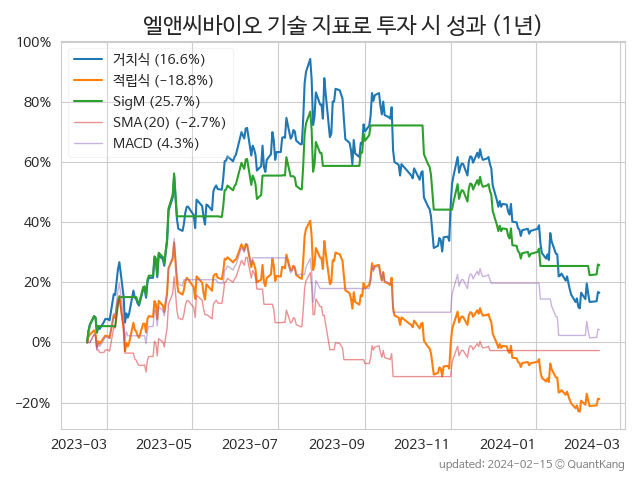 엘앤씨바이오 기술 지표로 투자 시 성과 (1년)
100%
80%
60%
40%
20%
0%
−20%
거치식 (16.6%)
적립식 (−18.8%)
SigM (25.7%)
SMA(20) (−2.7%)
MACD (4.3%)
2023-03 2023-05 2023-07 2023-09 2023-11 2024-01 2024-03
updated: 2024-02-15 © QuantKang